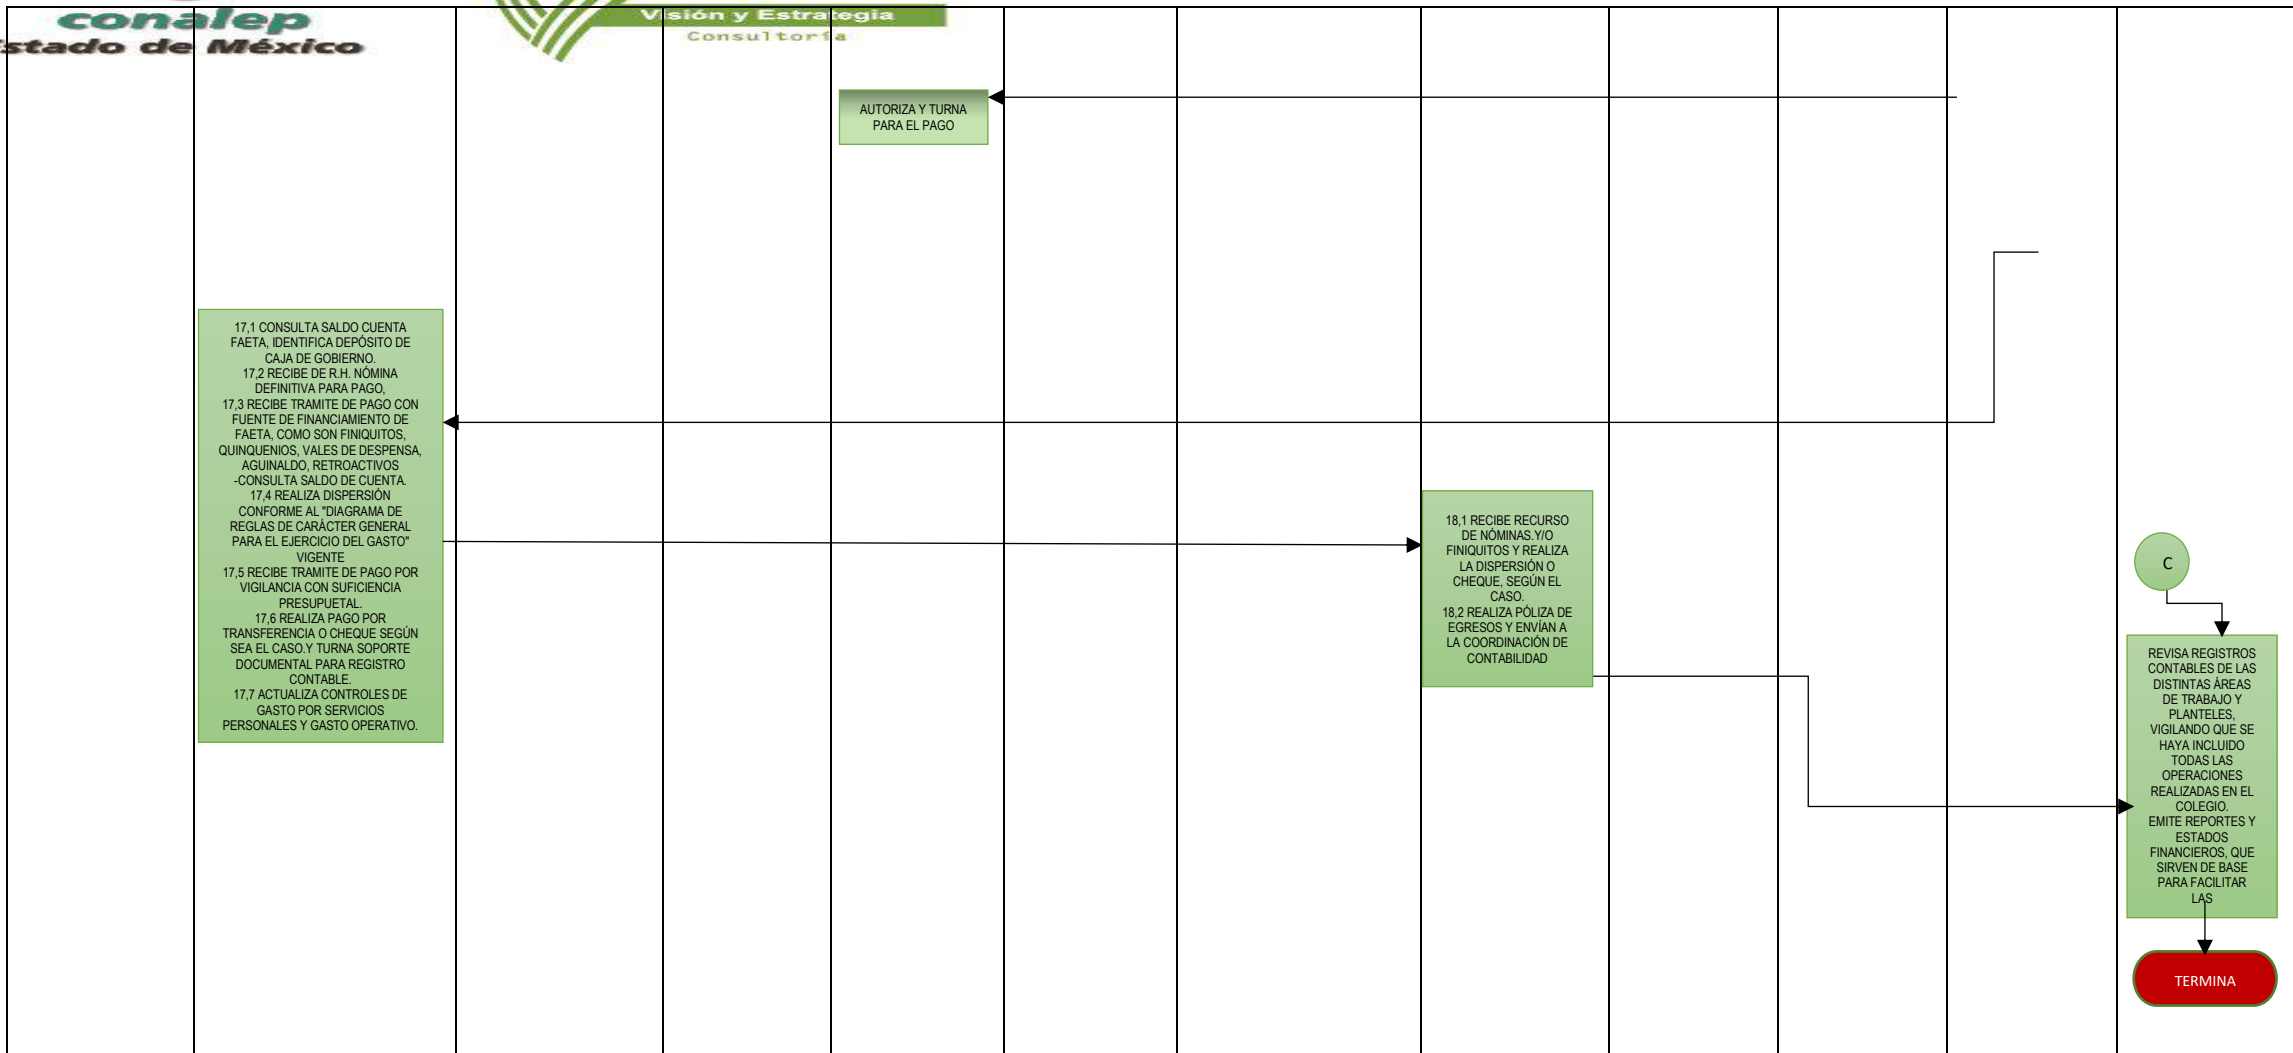 conalep
Estado de México
Visión y Estrategia
Consultoría
AUTORIZA Y TURNA
PARA EL PAGO
17,1 CONSULTA SALDO CUENTA
FAETA, IDENTIFICA DEPÓSITO DE
CAJA DE GOBIERNO.
17,2 RECIBE DE R.H. NÓMINA
DEFINITIVA PARA PAGO,
17,3 RECIBE TRAMITE DE PAGO CON
FUENTE DE FINANCIAMIENTO DE
FAETA, COMO SON FINIQUITOS,
QUINQUENIOS, VALES DE DESPENSA,
AGUINALDO, RETROACTIVOS
-CONSULTA SALDO DE CUENTA.
17,4 REALIZA DISPERSIÓN
CONFORME AL "DIAGRAMA DE
REGLAS DE CARÁCTER GENERAL
PARA EL EJERCICIO DEL GASTO"
VIGENTE
17,5 RECIBE TRAMITE DE PAGO POR
VIGILANCIA CON SUFICIENCIA
PRESUPUETAL.
17,6 REALIZA PAGO POR
TRANSFERENCIA O CHEQUE SEGÚN
SEA EL CASO.Y TURNA SOPORTE
DOCUMENTAL PARA REGISTRO
CONTABLE.
17,7 ACTUALIZA CONTROLES DE
GASTO POR SERVICIOS
PERSONALES Y GASTO OPERATIVO.
18,1 RECIBE RECURSO
DE NÓMINAS.Y/O
FINIQUITOS Y REALIZA
LA DISPERSIÓN O
CHEQUE, SEGÚN EL
CASO.
18,2 REALIZA PÓLIZA DE
EGRESOS Y ENVÍAN A
LA COORDINACIÓN DE
CONTABILIDAD
C
REVISA REGISTROS
CONTABLES DE LAS
DISTINTAS ÁREAS
DE TRABAJO Y
PLANTELES,
VIGILANDO QUE SE
HAYA INCLUIDO
TODAS LAS
OPERACIONES
REALIZADAS EN EL
COLEGIO.
EMITE REPORTES Y
ESTADOS
FINANCIEROS, QUE
SIRVEN DE BASE
PARA FACILITAR
LAS
TERMINA